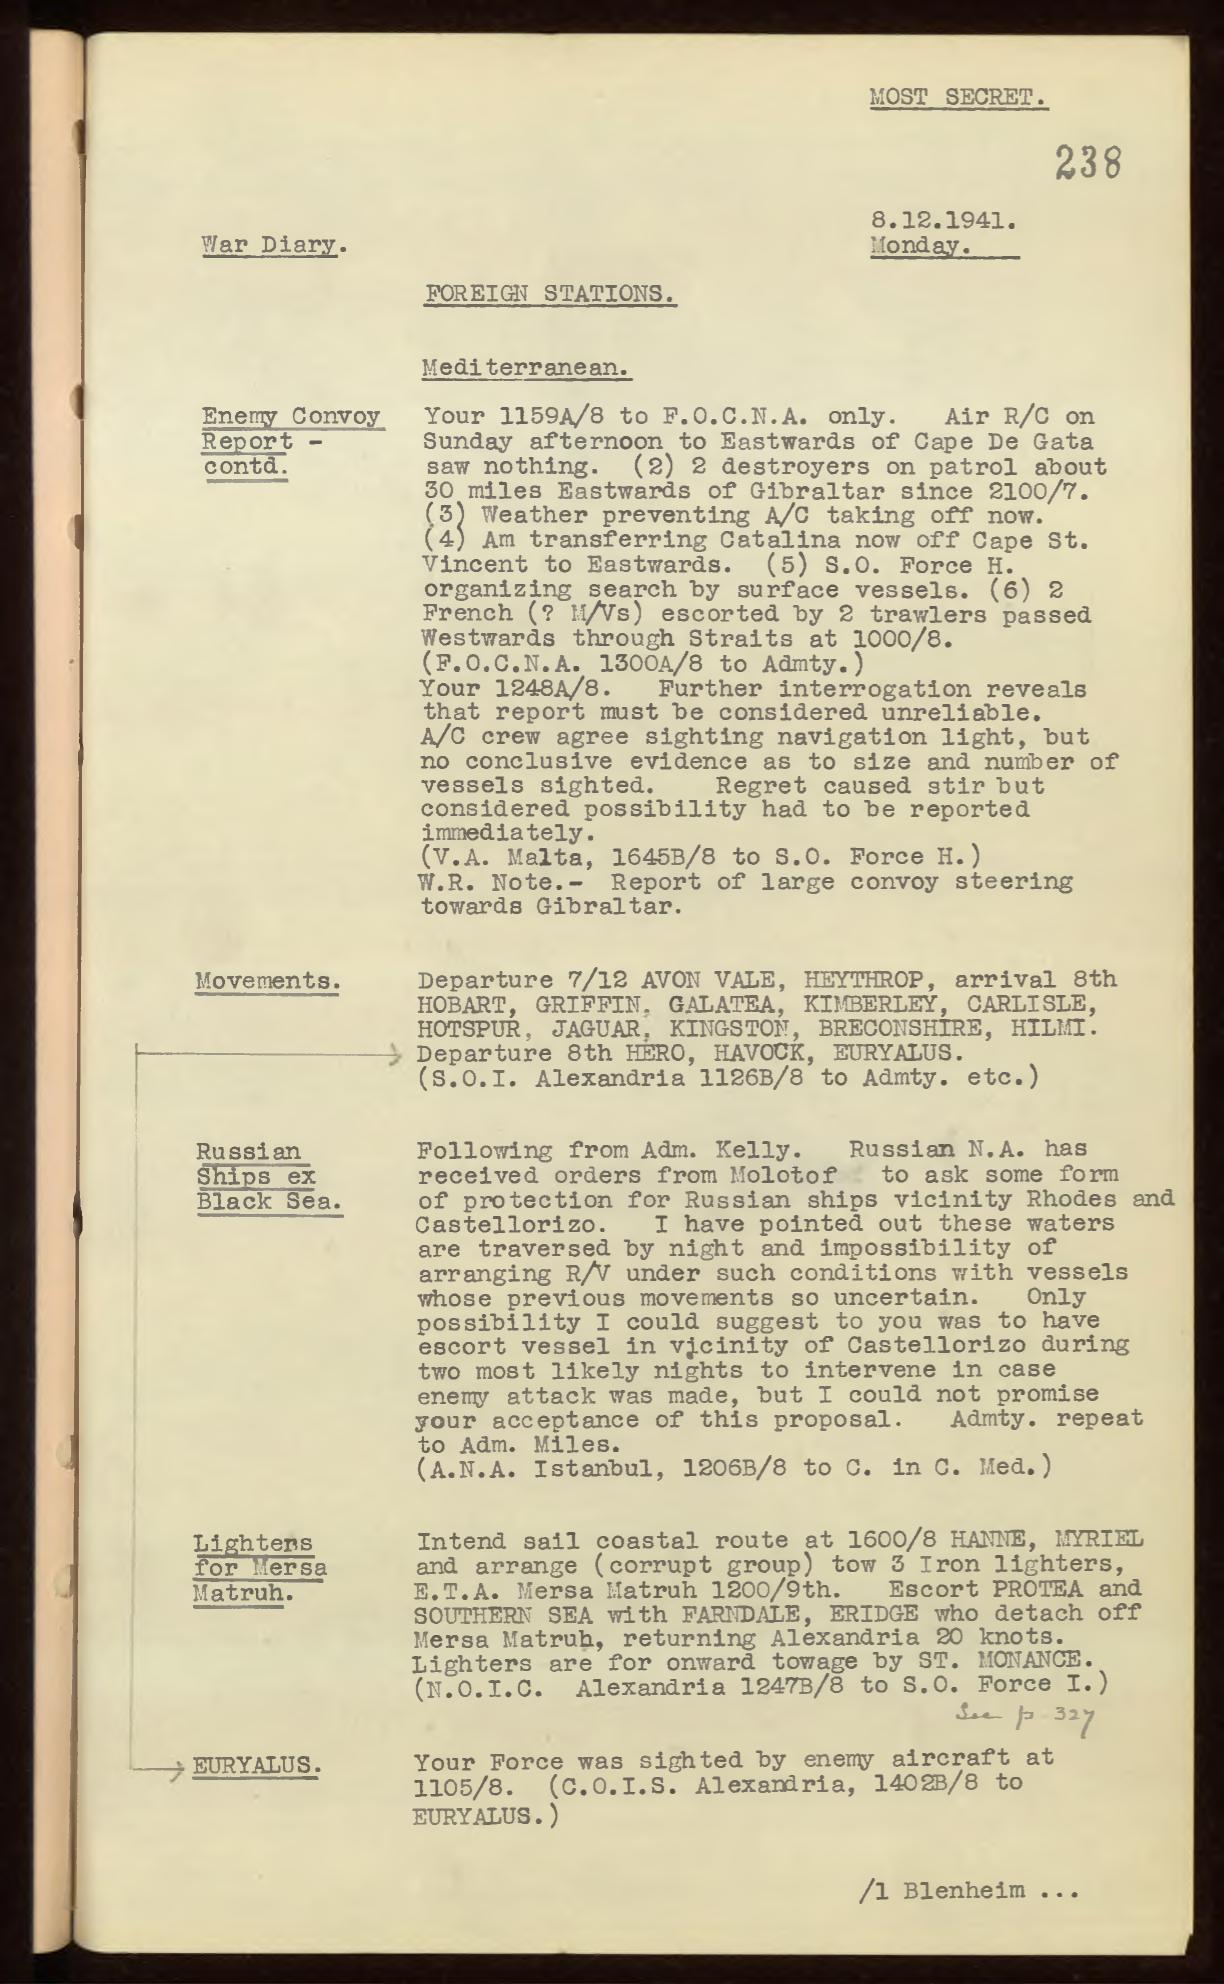 MOST SECRET.
238
8.12.1941.
War Diary.
Monday.
FOREIGN STATIONS.
Mediterranean.
Enemy Convoy
Report -
contd.
Your 1159A/8 to F.O.C.N.A. only. Air R/C on
Sunday afternoon to Eastwards of Cape De Gata
saw nothing. (2) 2 destroyers on patrol about
30 miles Eastwards of Gibraltar since 2100/7.
(3) Weather preventing A/C taking off now.
(4) Am transferring Catalina now off Cape St.
Vincent to Eastwards. (5) S.O. Force H.
organizing search by surface vessels. (6) 2
French (? M/Vs) escorted by 2 trawlers passed
Westwards through Straits at 1000/8.
(F.O.C.N.A. 1300A/8 to Admty.)
Your 1248A/8. Further interrogation reveals
that report must be considered unreliable.
A/C crew agree sighting navigation light, but
no conclusive evidence as to size and number of
vessels sighted. Regret caused stir but
considered possibility had to be reported
immediately.
(V.A. Malta, 1645B/8 to S.O. Force H.)
W.R. Note.- Report of large convoy steering
towards Gibraltar.
Movements.
Departure 7/12 AVON VALE, HEYTHROP, arrival 8th
HOBART, GRIFFIN, GALATEA, KIMBERLEY, CARLISLE,
HOTSPUR, JAGUAR, KINGSTON, BRECONSHIRE, HILMI.
Departure 8th HERO, HAVOCK, EURYALUS.
(S.O.I. Alexandria 1126B/8 to Admty. etc.)
Russian
Ships ex
Black Sea.
Following from Adm. Kelly. Russian N.A. has
received orders from Molotof to ask some form
of protection for Russian ships vicinity Rhodes and
Castellorizo. I have pointed out these waters
are traversed by night and impossibility of
arranging R/V under such conditions with vessels
whose previous movements so uncertain. Only
possibility I could suggest to you was to have
escort vessel in vicinity of Castellorizo during
two most likely nights to intervene in case
enemy attack was made, but I could not promise
your acceptance of this proposal. Admty. repeat
to Adm. Miles.
(A.N.A. Istanbul, 1206B/8 to C. in C. Med.)
Lighters
for Mersa
Matruh.
Intend sail coastal route at 1600/8 HANNE, MYRIEL
and arrange (corrupt group) tow 3 Iron lighters,
E.T.A. Mersa Matruh 1200/9th. Escort PROTEA and
SOUTHERN SEA with FARNDALE, ERIDGE who detach off
Mersa Matruh, returning Alexandria 20 knots.
Lighters are for onward towage by ST. MONANCE.
(N.O.I.C. Alexandria 1247B/8 to S.O. Force I.)
See p 327
EURYALUS.
Your Force was sighted by enemy aircraft at
1105/8. (C.O.I.S. Alexandria, 1402B/8 to
EURYALUS.)
/1 Blenheim ...